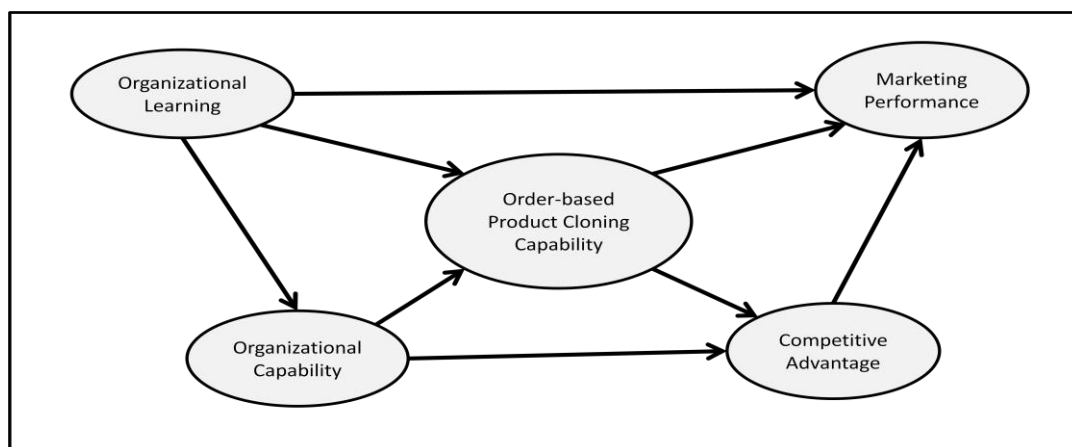 Organizational
Learning
Marketing
Performance
Order-based
Product Cloning
Capability
Organizational
Capability
Competitive
Advantage